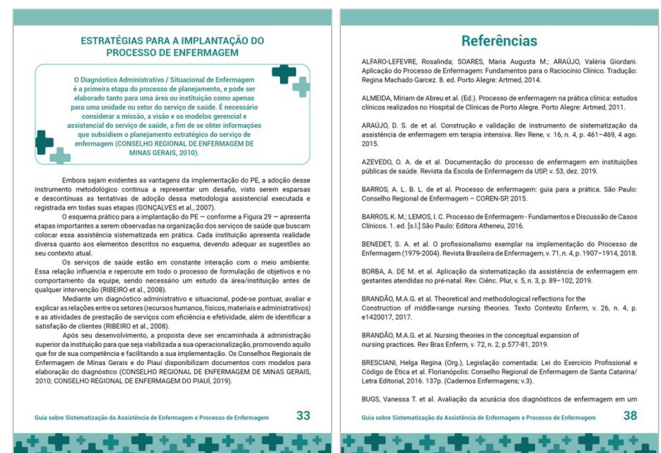 ESTRATÉGIAS PARA A IMPLANTAÇÃO DO
PROCESSO DE ENFERMAGEM
O Diagnóstico Administrativo / Situacional de Enfermagem
é a primeira etapa do processo de planejamento, e pode ser
elaborado tanto para uma área ou instituição como apenas
para uma unidade ou setor do serviço de saúde. É necessário
considerar a missão, a visão e os modelos gerencial e
assistencial do serviço de saúde, a fim de se obter informações
que subsidiem o planejamento estratégico do serviço de
enfermagem (CONSELHO REGIONAL DE ENFERMAGEM DE
MINAS GERAIS, 2010).
Embora sejam evidentes as vantagens da implementação do PE, a adoção desse
instrumento metodológico continua a representar um desafio, visto serem esparsas
e descontínuas as tentativas de adoção dessa metodologia assistencial executada e
registrada em todas suas etapas (GONÇALVES et al., 2007).
O esquema prático para a implantação do PE — conforme a Figura 29 — apresenta
etapas importantes a serem observadas na organização dos serviços de saúde que buscam
colocar essa assistência sistematizada em prática. Cada instituição apresenta realidade
diversa quanto aos elementos descritos no esquema, devendo adequar as sugestões ao
seu contexto atual.
Os serviços de saúde estão em constante interação com o meio ambiente.
Essa relação influencia e repercute em todo o processo de formulação de objetivos e no
comportamento da equipe, sendo necessário um estudo da área/instituição antes de
qualquer intervenção (RIBEIRO et al., 2008).
Mediante um diagnóstico administrativo e situacional, pode-se pontuar, avaliar e
explicar as relações entre os setores (recursos humanos, físicos, materiais e administrativos)
e as atividades de prestação de serviços com eficiência e efetividade, além de identificar a
satisfação de clientes (RIBEIRO et al., 2008).
Após seu desenvolvimento, a proposta deve ser encaminhada à administração
superior da instituição para que seja viabilizada a sua operacionalização, promovendo aquilo
que for de sua competência e facilitando a sua implementação. Os Conselhos Regionais de
Enfermagem de Minas Gerais e do Piauí disponibilizam documentos com modelos para
elaboração do diagnóstico (CONSELHO REGIONAL DE ENFERMAGEM DE MINAS GERAIS,
2010; CONSELHO REGIONAL DE ENFERMAGEM DO PIAUÍ, 2019).
Guia sobre Sistematização da Assistência de Enfermagem e Processo de Enfermagem 33
Referências
ALFARO-LEFEVRE, Rosalinda; SOARES, Maria Augusta M.; ARAÚJO, Valéria Giordani.
Aplicação do Processo de Enfermagem: Fundamentos para o Raciocínio Clínico. Tradução:
Regina Machado Garcez. 8. ed. Porto Alegre: Artmed, 2014.
ALMEIDA, Miriam de Abreu et al. (Ed.). Processo de enfermagem na prática clínica: estudos
clínicos realizados no Hospital de Clínicas de Porto Alegre. Porto Alegre: Artmed, 2011.
ARAÚJO, D. S. de et al. Construção e validação de instrumento de sistematização da
assistência de enfermagem em terapia intensiva. Rev Rene, v. 16, n. 4, p. 461–469, 4 ago.
2015.
AZEVEDO, O. A. de et al. Documentação do processo de enfermagem em instituições
públicas de saúde. Revista da Escola de Enfermagem da USP, v. 53, dez. 2019.
BARROS, A. L. B. L. de et al. Processo de enfermagem: guia para a prática. São Paulo:
Conselho Regional de Enfermagem – COREN-SP, 2015.
BARROS, K. M.; LEMOS, I. C. Processo de Enfermagem - Fundamentos e Discussão de Casos
Clínicos. 1. ed. [s.l.] São Paulo: Editora Atheneu, 2016.
BENEDET, S. A. et al. O profissionalismo exemplar na implementação do Processo de
Enfermagem (1979-2004). Revista Brasileira de Enfermagem, v. 71, n. 4, p. 1907–1914, 2018.
BORBA, A. DE M. et al. Aplicação da sistematização da assistência de enfermagem em
gestantes atendidas no pré-natal. Rev. Ciênc. Plur, v. 5, n. 3, p. 89–102, 2019.
BRANDÃO, M.A.G. et al. Theoretical and methodological reflections for the
Construction of middle-range nursing theories. Texto Contexto Enferm, v. 26, n. 4, p.
e1420017, 2017.
BRANDÃO, M.A.G. et al. Nursing theories in the conceptual expansion of
nursing practices. Rev Bras Enferm, v. 72, n. 2, p.577-81, 2019.
BRESCIANI, Helga Regina (Org.), Legislação comentada: Lei do Exercício Profissional e
Código de Ética et al. Florianópolis: Conselho Regional de Enfermagem de Santa Catarina/
Letra Editorial, 2016. 137p. (Cadernos Enfermagens; v.3).
BUGS, Vanessa T. et al. Avaliação da acurácia dos diagnósticos de enfermagem em um
Guia sobre Sistematização da Assistência de Enfermagem e Processo de Enfermagem 38